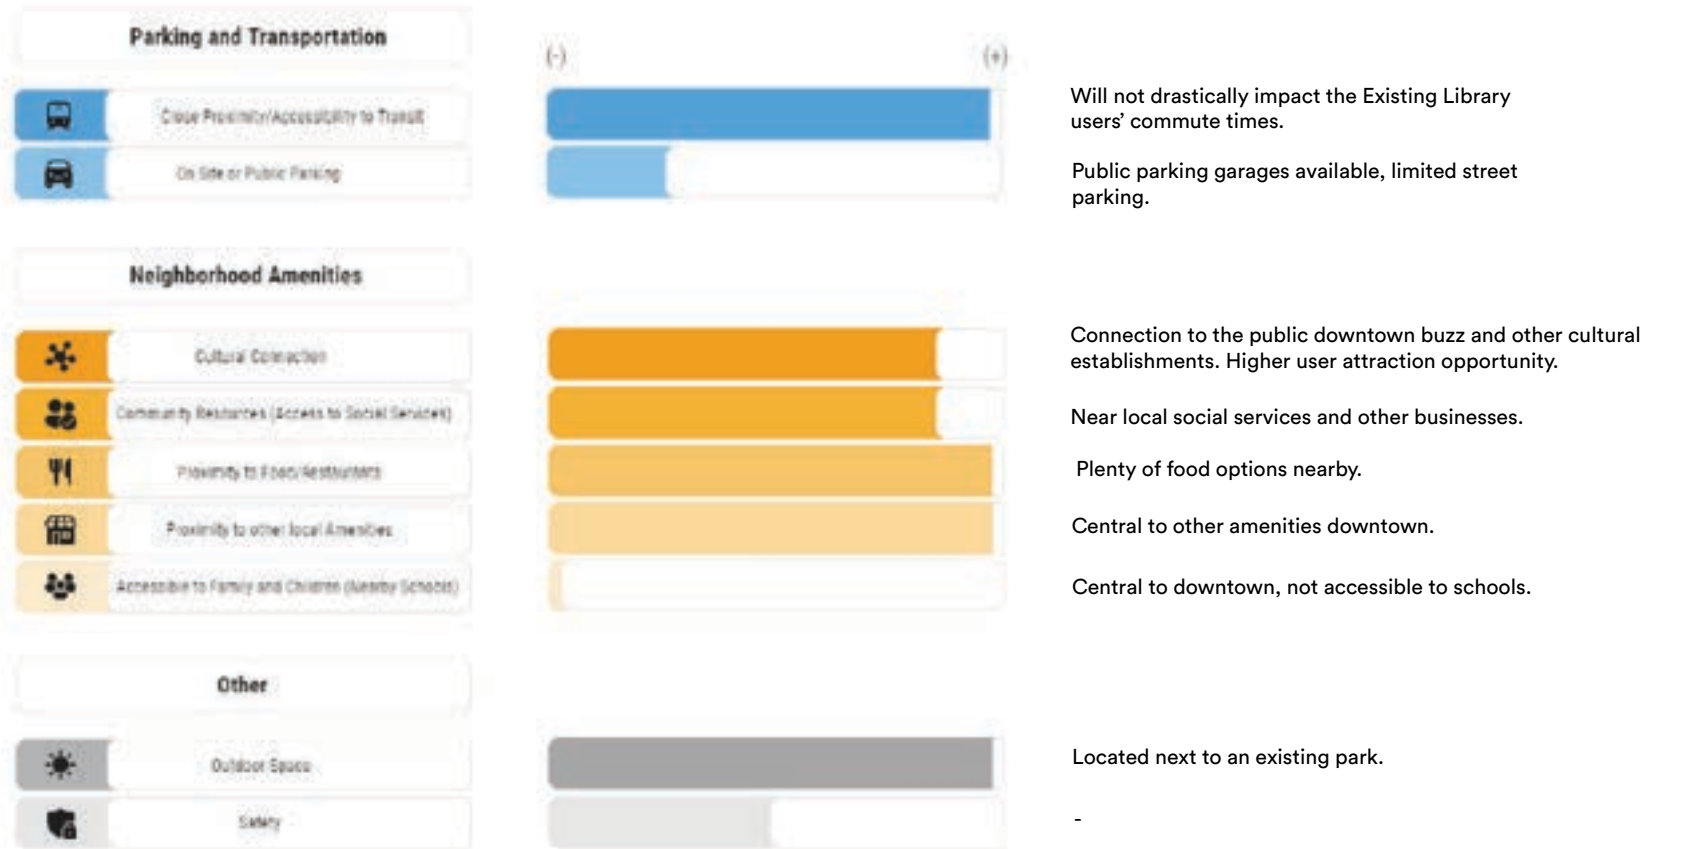 Parking and Transportation
(-)
(+)
Close Proximity/Accessibility to Transit
Will not drastically impact the Existing Library
users’ commute times.
On Site or Public Parking
Public parking garages available, limited street
parking.
Neighborhood Amenities
Cultural Connection
Connection to the public downtown buzz and other cultural
establishments. Higher user attraction opportunity.
Community Resources (Access to Social Services)
Near local social services and other businesses.
Proximity to Food/Restaurants
Plenty of food options nearby.
Proximity to other local Amenities
Central to other amenities downtown.
Accessible to Family and Children (Nearby Schools)
Central to downtown, not accessible to schools.
Other
Outdoor Space
Located next to an existing park.
Safety
-